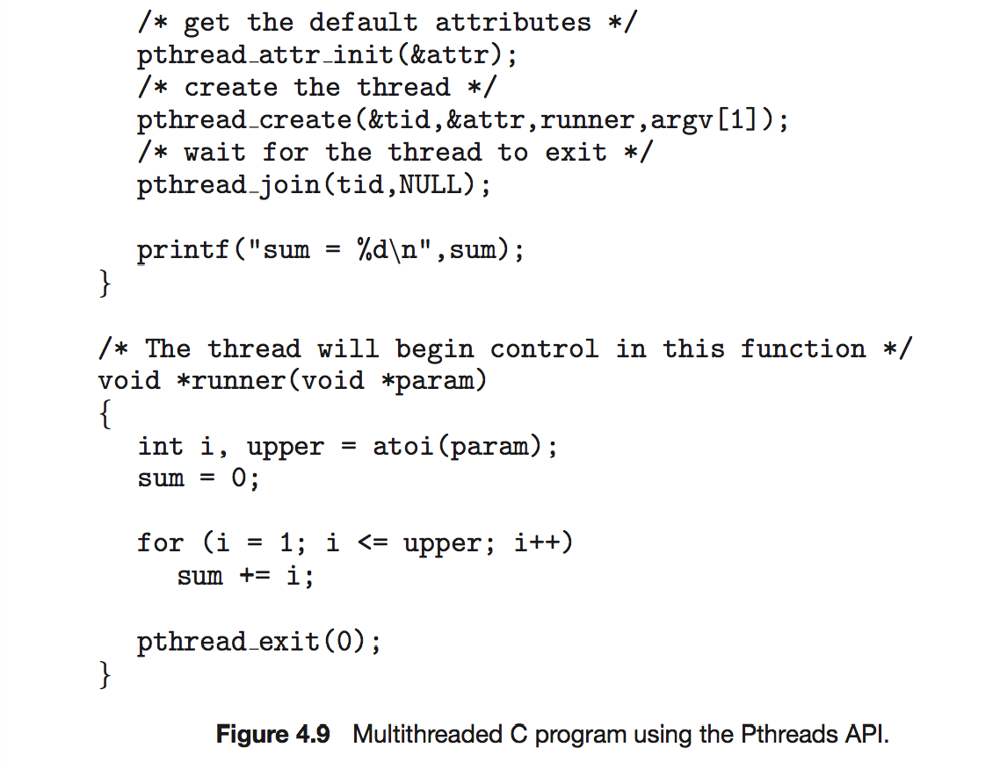 /* get the default attributes */
pthread_attr_init(&attr);
/* create the thread */
pthread_create(&tid,&attr,runner,argv[1]);
/* wait for the thread to exit */
pthread_join(tid,NULL);
printf("sum = %d\n",sum);
}
/* The thread will begin control in this function */
void *runner(void *param)
{
int i, upper = atoi(param);
sum = 0;
for (i = 1; i <= upper; i++)
sum += i;
pthread_exit(0);
}
Figure 4.9 Multithreaded C program using the Pthreads API.